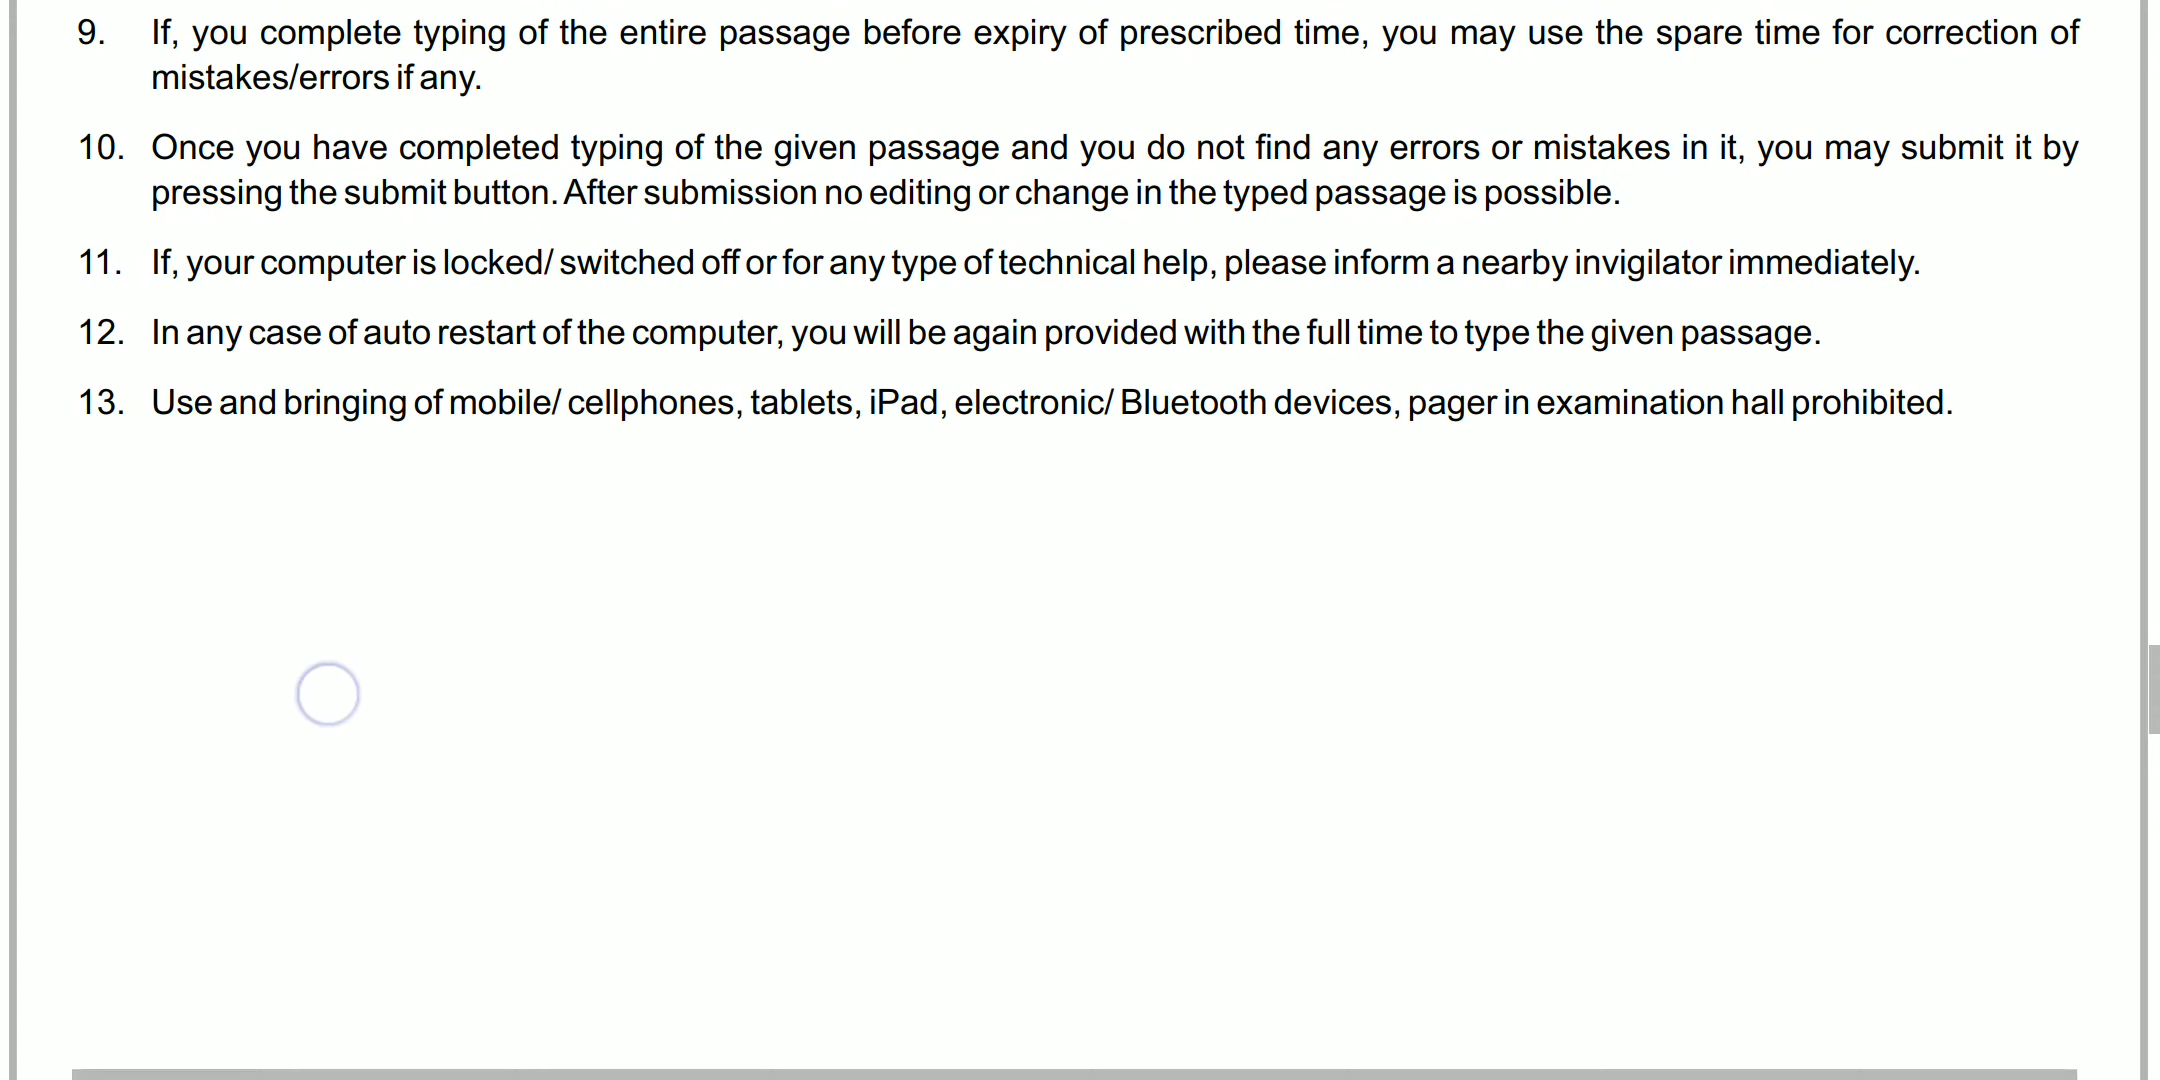 9. If, you complete typing of the entire passage before expiry of prescribed time, you may use the spare time for correction of
mistakes/errors if any.
10. Once you have completed typing of the given passage and you do not find any errors or mistakes in it, you may submit it by
pressing the submit button. After submission no editing or change in the typed passage is possible.
11. If, your computer is locked/ switched off or for any type of technical help, please inform a nearby invigilator immediately.
12. In any case of auto restart of the computer, you will be again provided with the full time to type the given passage.
13. Use and bringing of mobile/ cellphones, tablets, iPad, electronic/ Bluetooth devices, pager in examination hall prohibited.